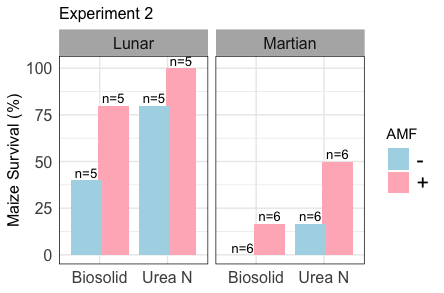 Experiment 2
Lunar Martian
Maize Survival (%)
100
75
50
25
0
n=5 n=5 n=5 n=5
n=6 n=6 n=6 n=6
Biosolid Urea N Biosolid Urea N
AMF
-
+